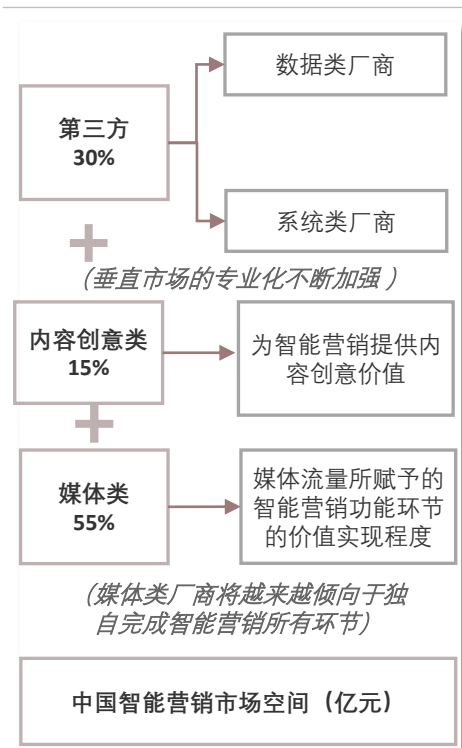 数据类厂商
第三方
30%
系统类厂商
+
（垂直市场的专业化不断加强 ）
内容创意类
15%
为智能营销提供内
容创意价值
+
媒体类
55%
媒体流量所赋予的
智能营销功能环节
的价值实现程度
（媒体类厂商将越来越倾向于独
自完成智能营销所有环节）
中国智能营销市场空间（亿元）